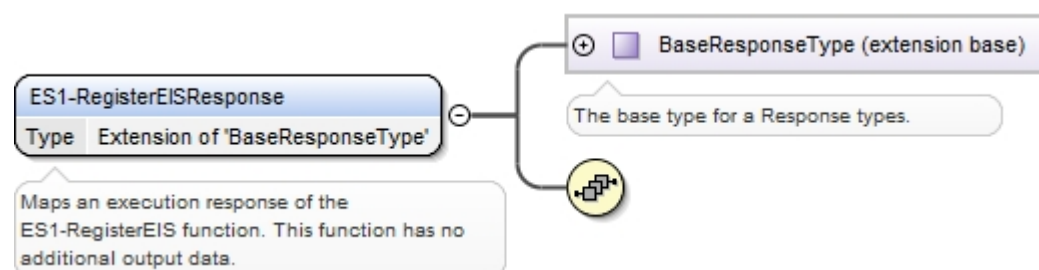 BaseResponseType (extension base)
The base type for a Response types.
ES1-RegisterEISResponse
Type Extension of 'BaseResponseType'
Maps an execution response of the
ES1-RegisterEIS function. This function has no
additional output data.